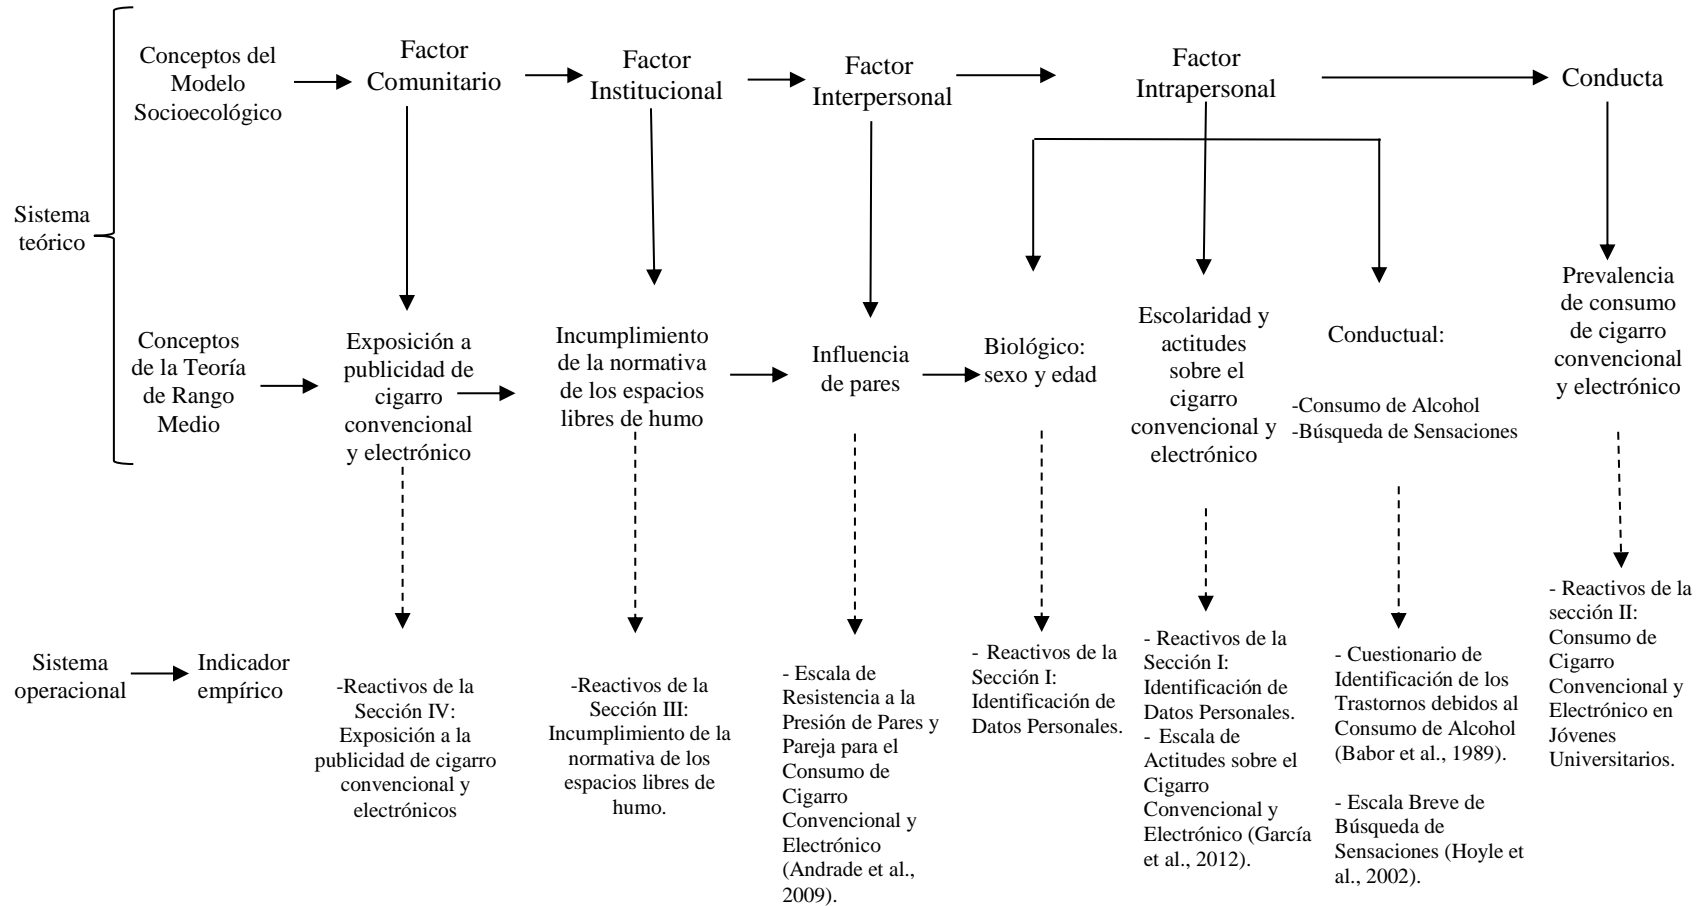 Conceptos del
Modelo
Socioecológico
Factor
Comunitario
Factor
Institucional
Factor
Interpersonal
Factor
Intrapersonal
Conducta
Sistema
teórico
Conceptos
de la Teoría
de Rango
Medio
Exposición a
publicidad de
cigarro
convencional
y electrónico
Incumplimiento
de la normativa
de los espacios
libres de humo
Influencia
de pares
Biológico:
sexo y edad
Escolaridad y
actitudes
sobre el
cigarro
convencional y
electrónico
Conductual:
-Consumo de Alcohol
-Búsqueda de Sensaciones
Prevalencia
de consumo
de cigarro
convencional
y electrónico
Sistema
operacional
Indicador
empírico
-Reactivos de la
Sección IV:
Exposición a la
publicidad de cigarro
convencional y
electrónicos
-Reactivos de la
Sección III:
Incumplimiento de la
normativa de los
espacios libres de
humo.
- Escala de
Resistencia a la
Presión de Pares y
Pareja para el
Consumo de
Cigarro
Convencional y
Electrónico
(Andrade et al.,
2009).
- Reactivos de la
Sección I:
Identificación de
Datos Personales.
- Reactivos de la
Sección I:
Identificación de
Datos Personales.
- Escala de
Actitudes sobre el
Cigarro
Convencional y
Electrónico (García
et al., 2012).
- Cuestionario de
Identificación de los
Trastornos debidos al
Consumo de Alcohol
(Babor et al., 1989).
- Escala Breve de
Búsqueda de
Sensaciones (Hoyle et
al., 2002).
- Reactivos de la
sección II:
Consumo de
Cigarro
Convencional y
Electrónico en
Jóvenes
Universitarios.